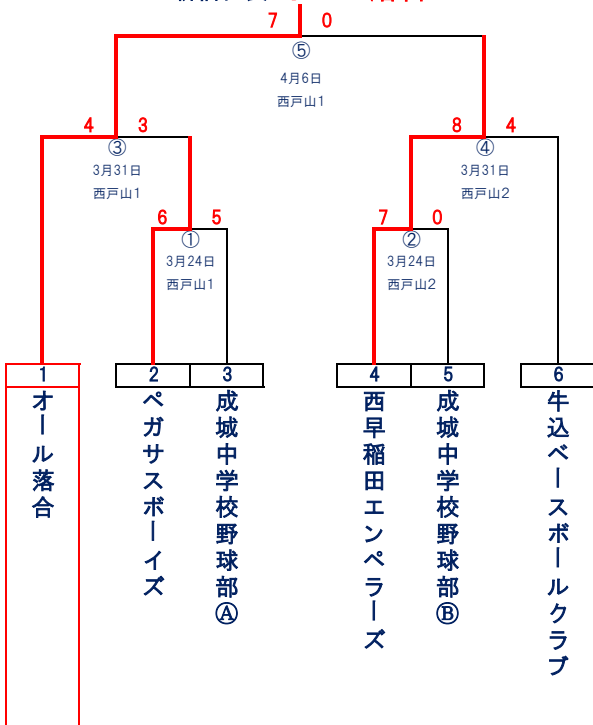 7 0
⑤
4月6日
西戸山1
4 3
③
3月31日
西戸山1
8 4
④
3月31日
西戸山2
6 5
①
3月24日
西戸山1
7 0
②
3月24日
西戸山2
1 2 3 4 5 6
オール落合
ペガサスボーイズ
成城中学校野球部Ⓐ
西早稲田エンペラーズ
成城中学校野球部Ⓑ
牛込ベースボールクラブ